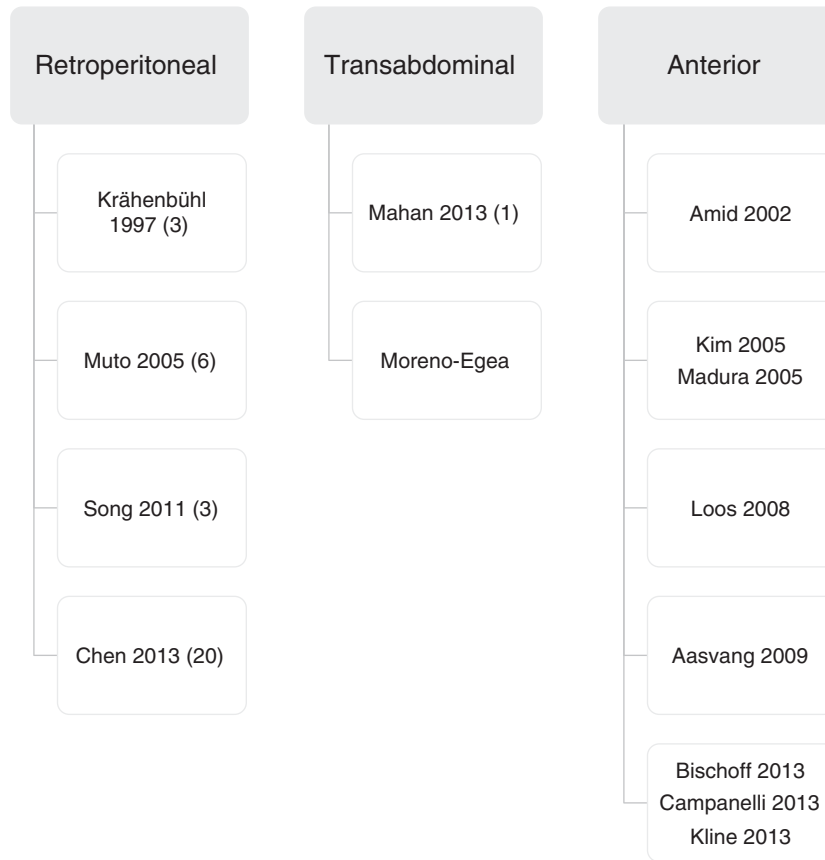 Retroperitoneal
Krähenbühl
1997 (3)
Muto 2005 (6)
Song 2011 (3)
Chen 2013 (20)
Transabdominal
Mahan 2013 (1)
Moreno-Egea
Anterior
Amid 2002
Kim 2005
Madura 2005
Loos 2008
Aasvang 2009
Bischoff 2013
Campanelli 2013
Kline 2013